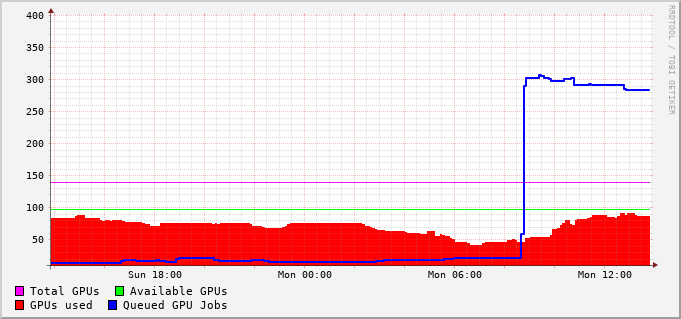 400
350
300
250
200
150
100
50
Sun 18:00 Mon 00:00 Mon 06:00 Mon 12:00
Total GPUs Available GPUs
GPUs used Queued GPU Jobs
RRDTOOL / TOBI OETIKER